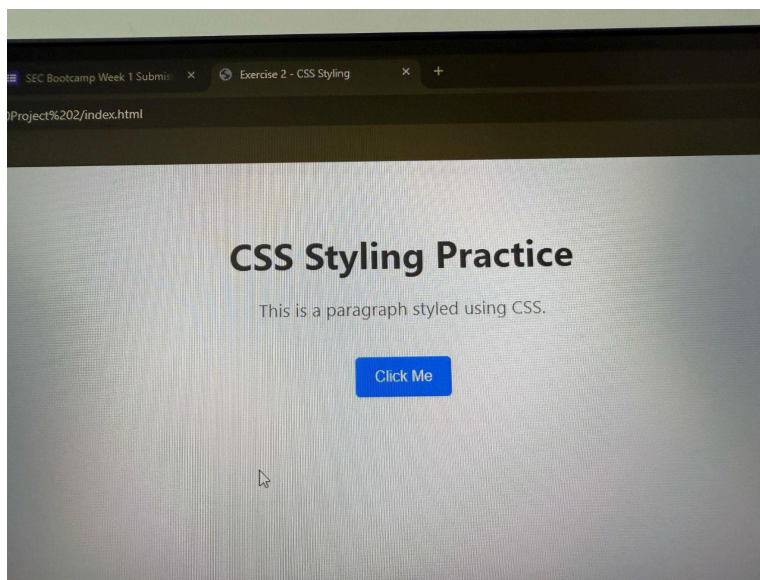 SEC Bootcamp Week 1 Submis
Exercise 2 - CSS Styling
Project%202/index.html
CSS Styling Practice
This is a paragraph styled using CSS.
Click Me